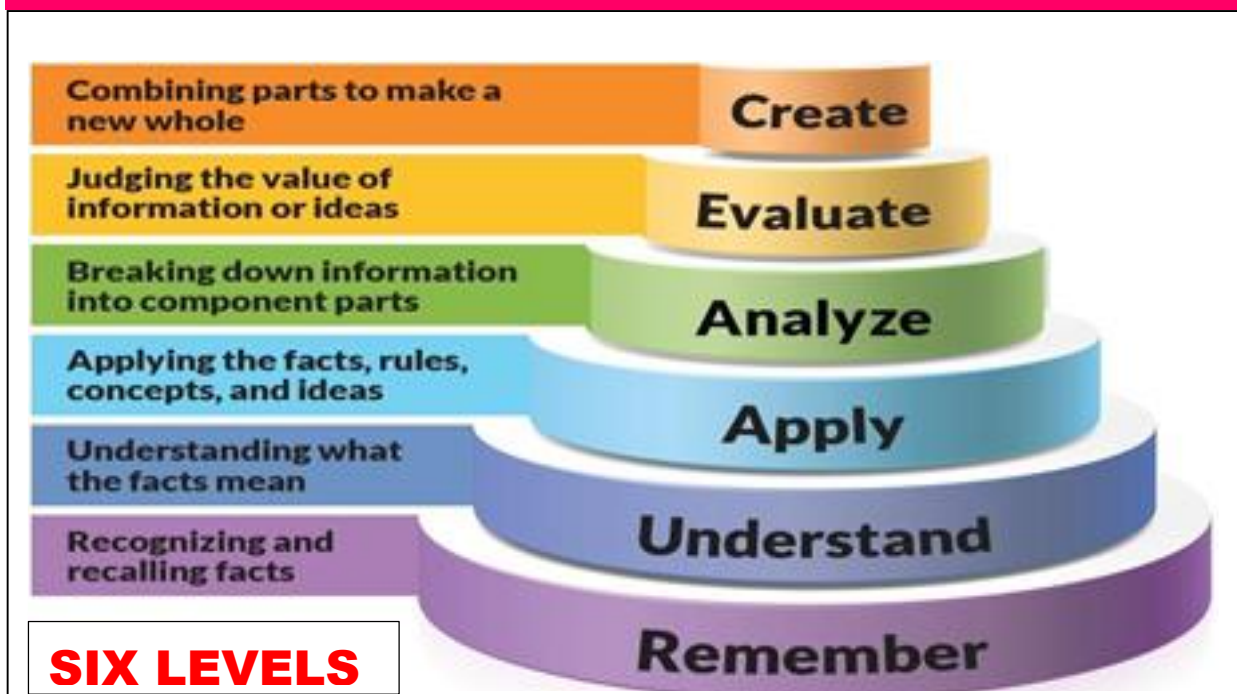 Combining parts to make a
new whole
Create
Judging the value of
information or ideas
Evaluate
Breaking down information
into component parts
Analyze
Applying the facts, rules,
concepts, and ideas
Apply
Understanding what
the facts mean
Understand
Recognizing and
recalling facts
Remember
SIX LEVELS